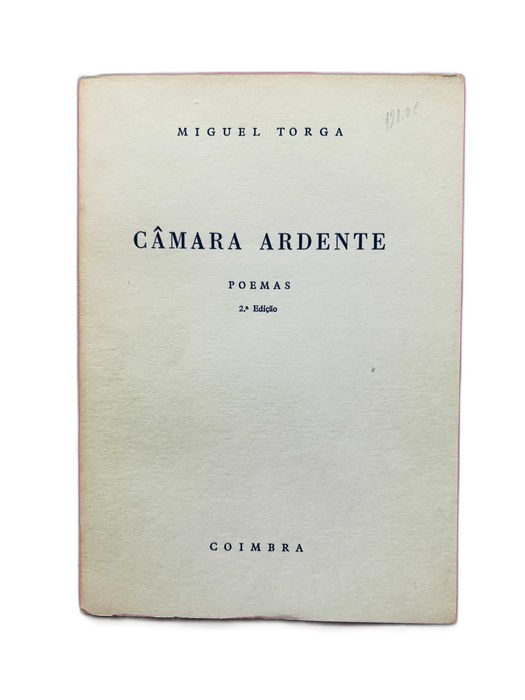 MIGUEL TORGA
CÂMARA ARDENTE
POEMAS
2.ª Edição
COIMBRA